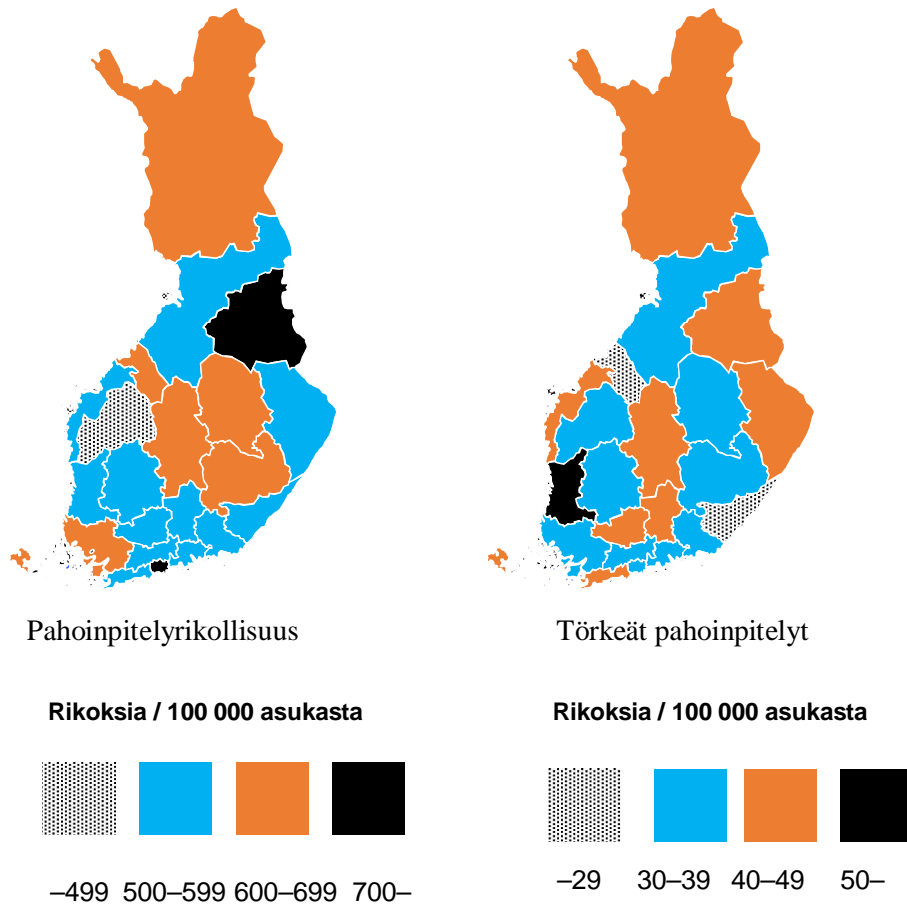 Pahoinpitelyrikollisuus
Törkeät pahoinpitelyt
Rikoksia / 100 000 asukasta
Rikoksia / 100 000 asukasta
–499 500–599 600–699 700–
–29 30–39 40–49 50–